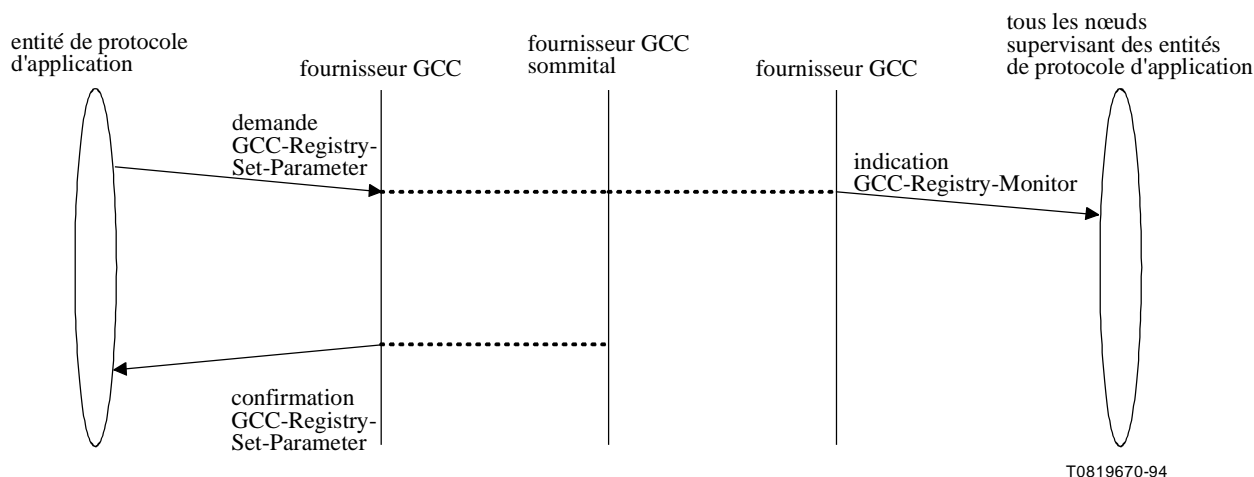 entité de protocole
d'application
fournisseur GCC
fournisseur GCC
sommital
fournisseur GCC
tous les nœuds
supervisant des entités
de protocole d'application
demande
GCC-Registry-
Set-Parameter
indication
GCC-Registry-Monitor
confirmation
GCC-Registry-
Set-Parameter
T0819670-94